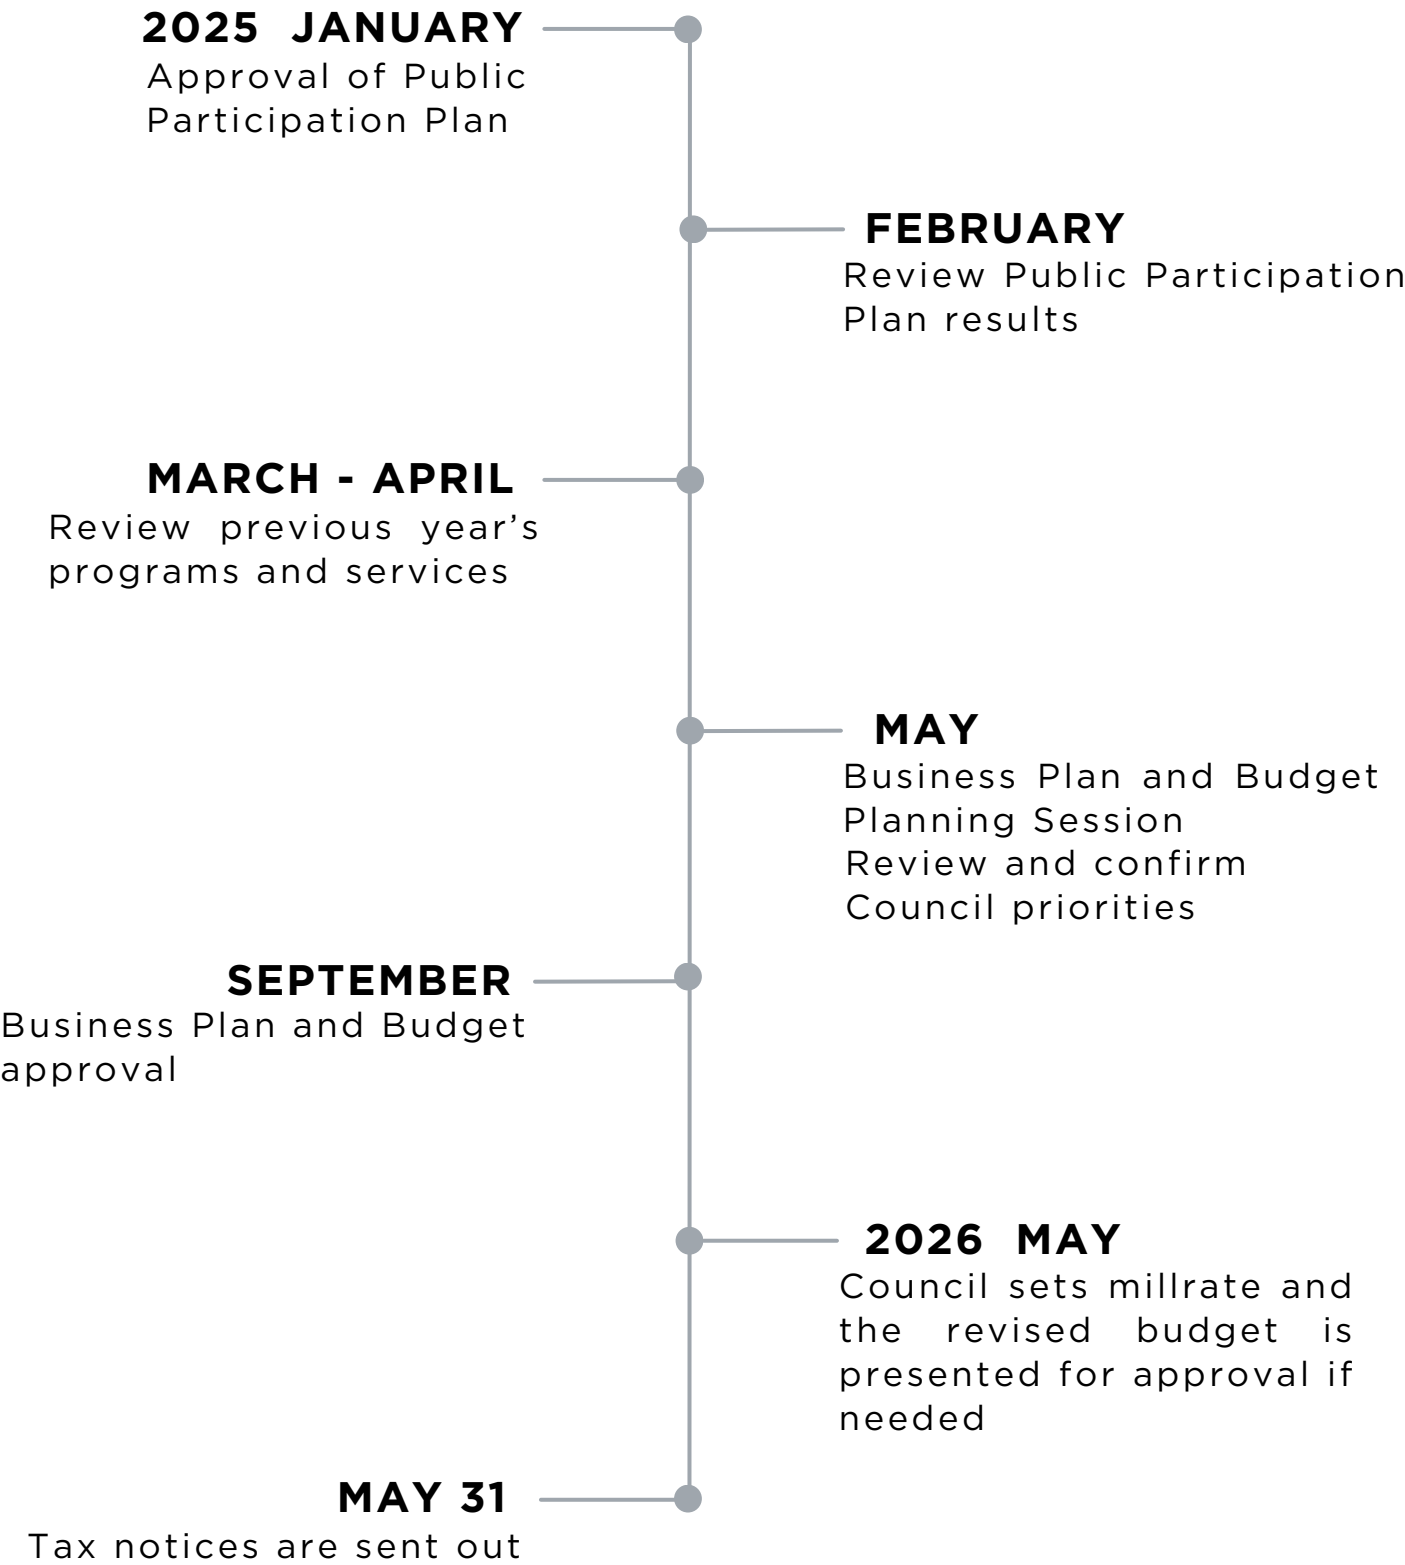 2025 JANUARY
Approval of Public
Participation Plan
FEBRUARY
Review Public Participation
Plan results
MARCH - APRIL
Review previous year’s
programs and services
MAY
Business Plan and Budget
Planning Session
Review and confirm
Council priorities
SEPTEMBER
Business Plan and Budget
approval
2026 MAY
Council sets millrate and
the revised budget is
presented for approval if
needed
MAY 31
Tax notices are sent out